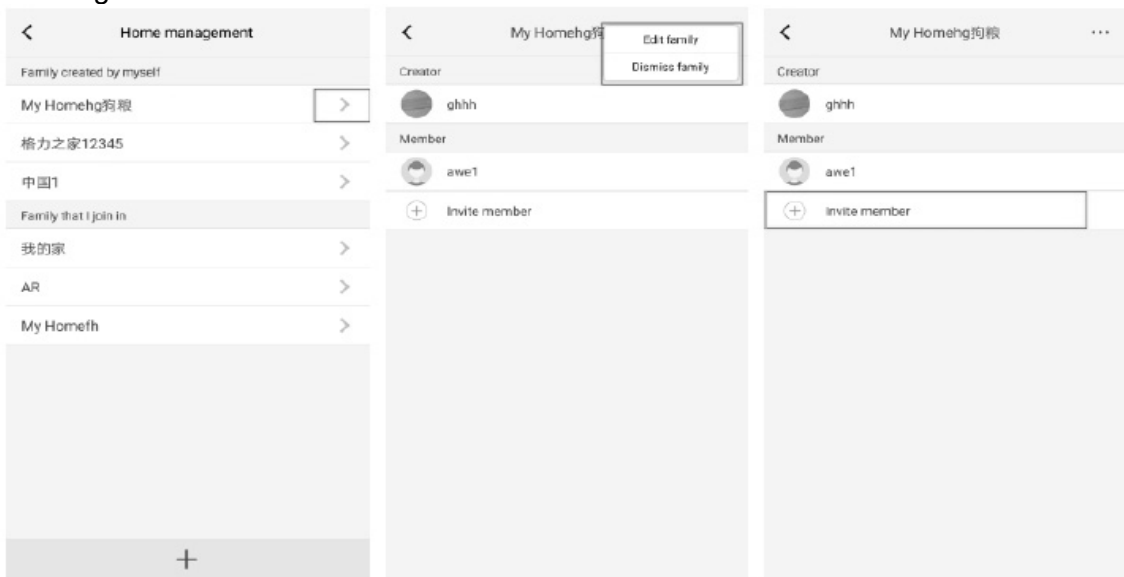 Home management
Family created by myself
My Homehg狗粮
格力之家12345
中国1
Family that I join in
我的家
AR
My Homefh
+
My Homehg狗
Edit family
Dismiss family
Creator
ghhh
Member
awe1
Invite member
My Homehg狗粮
...
Creator
ghhh
Member
awe1
Invite member